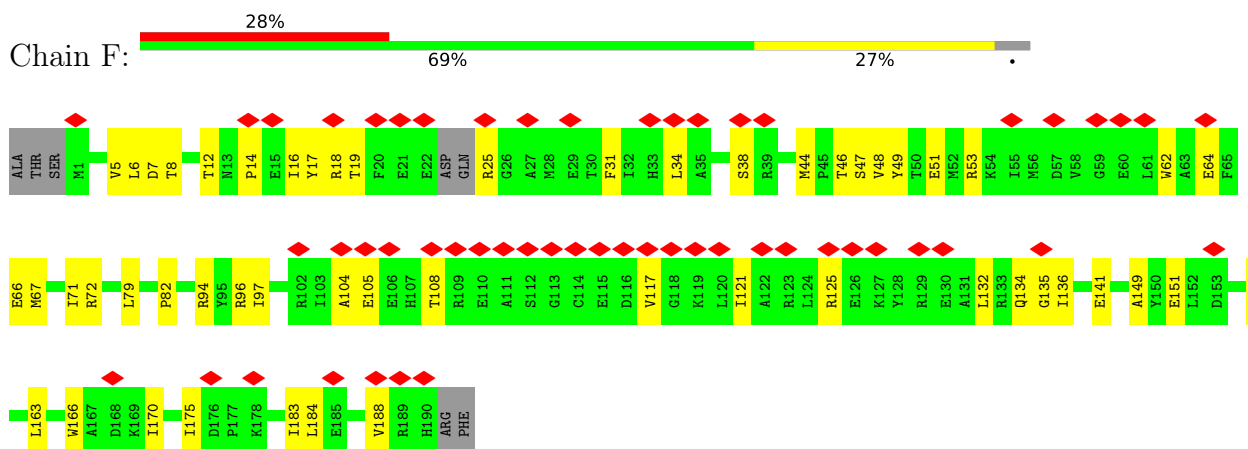 28%
Chain F:
69% 27% •
ALA THR SER M1 V5 L6 D7 T8 T12 N13 P14 E15 I16 Y17 R18 T19 F20 E21 E22 ASP GLN R25 G26 A27 M28 E29 T30 F31 I32 H33 L34 A35 S38 R39 M44 P45 T46 S47 V48 Y49 T50 E51 M52 R53 K54 I55 M56 D57 V58 G59 E60 L61 W62 A63 E64 F65
E66 M67 I71 R72 L79 P82 R94 Y95 R96 I97 R102 I103 A104 E105 E106 H107 T108 R109 E110 A111 S112 G113 C114 E115 D116 V117 G118 K119 L120 I121 A122 R123 L124 R125 E126 K127 Y128 R129 E130 A131 L132 R133 Q134 G135 I136 E141 A149 Y150 E151 L152 D153
L163 W166 A167 D168 K169 I170 I175 D176 P177 K178 I183 L184 E185 V188 R189 H190 ARG PHE